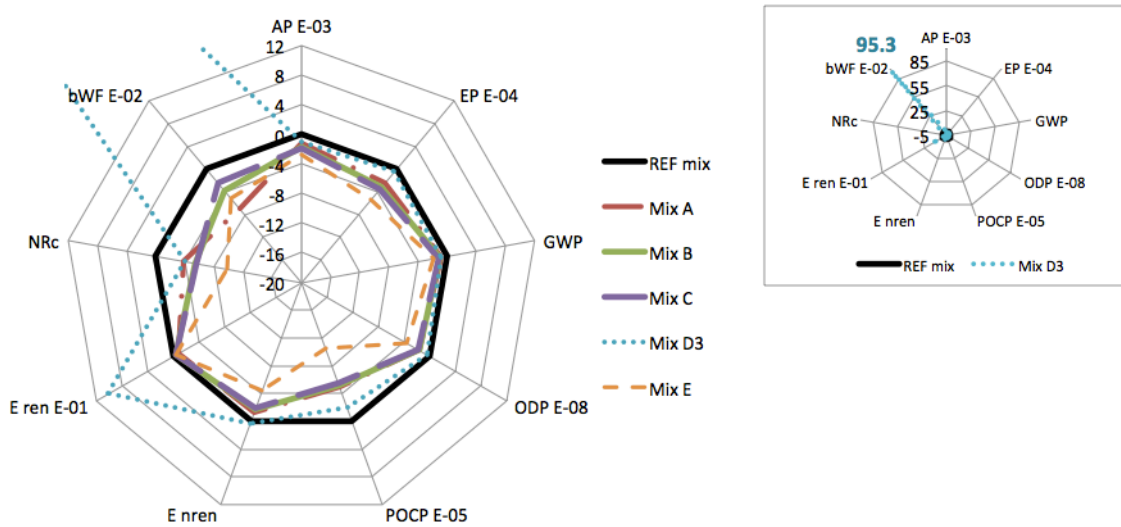 AP E-03
12
8
4
0
-4
-8
-12
-16
-20
EP E-04
GWP
ODP E-08
POCP E-05
E nren
E ren E-01
NRc
bWF E-02
REF mix
Mix A
Mix B
Mix C
Mix D3
Mix E
95.3
AP E-03
85
55
25
-5
EP E-04
GWP
ODP E-08
POCP E-05
E nren
E ren E-01
NRc
bWF E-02
REF mix
Mix D3